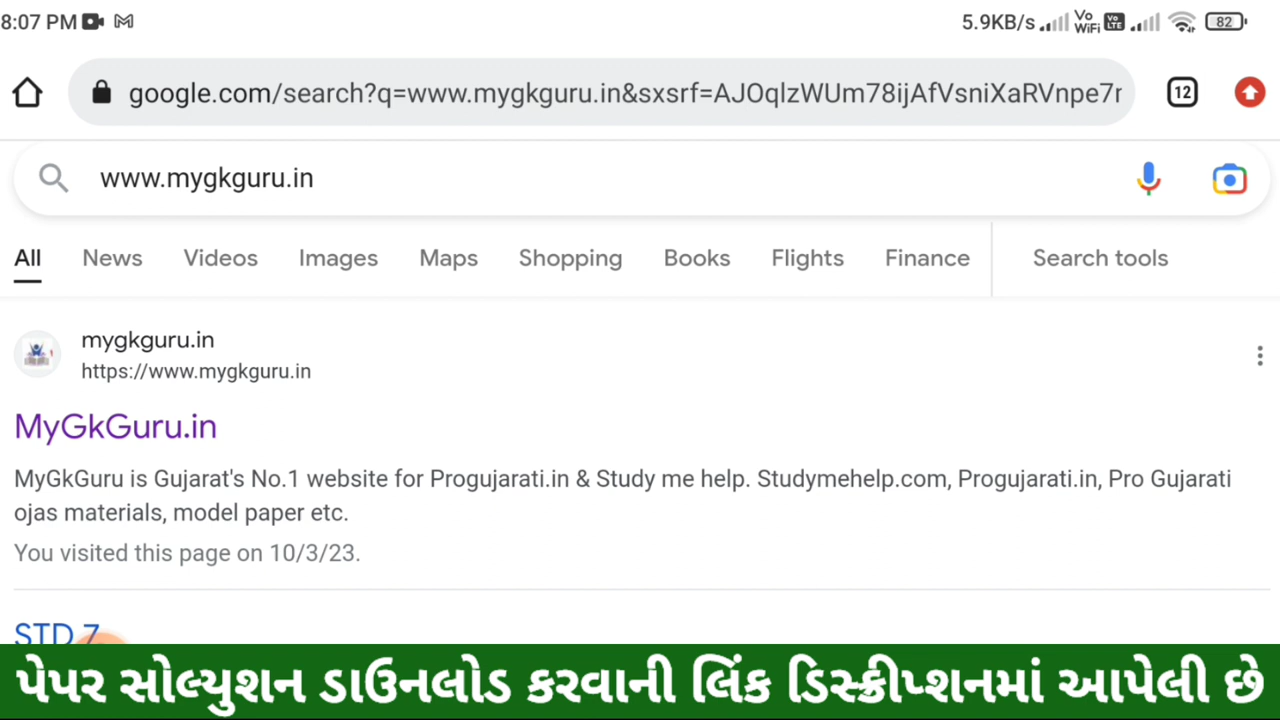 8:07 PM
5.9KB/s Vo WiFi Vo LTE 82
google.com/search?q=www.mygkguru.in&sxsrf=AJOqlzWUm78ijAfVsniXaRVnpe7r
12
www.mygkguru.in
All News Videos Images Maps Shopping Books Flights Finance Search tools
mygkguru.in
https://www.mygkguru.in
MyGkGuru.in
MyGkGuru is Gujarat's No.1 website for Progujarati.in & Study me help. Studymehelp.com, Progujarati.in, Pro Gujarati
ojas materials, model paper etc.
You visited this page on 10/3/23.
STD 7
પેપર સોલ્યુશન ડાઉનલોડ કરવાની લિંક ડિસ્ક્રીપ્શનમાં આપેલી છે